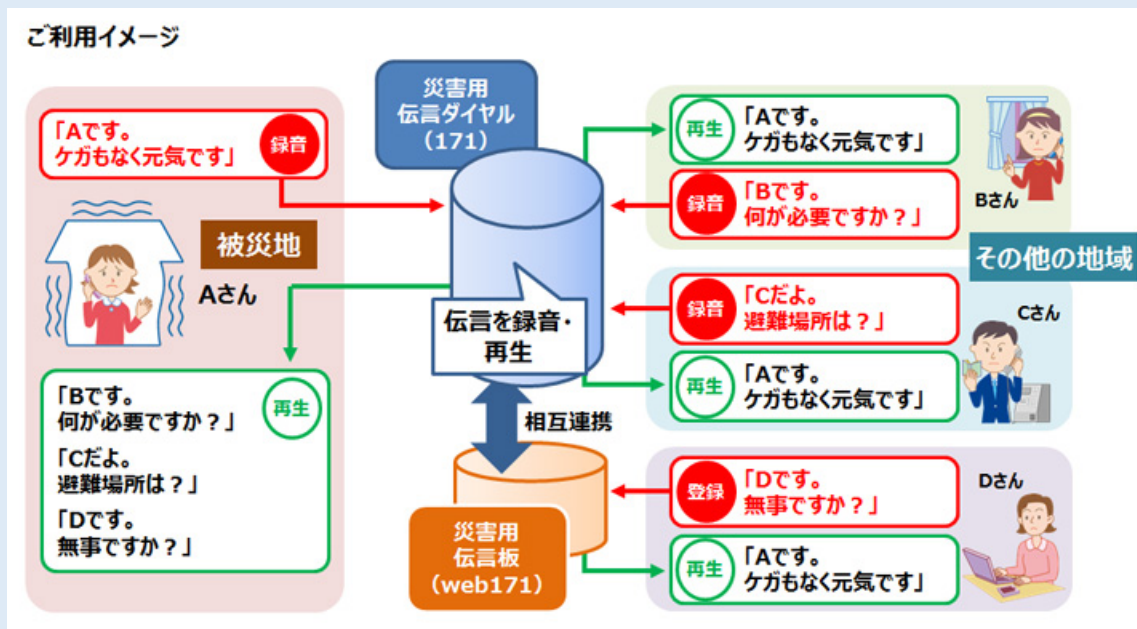 ご利用イメージ
災害用
伝言ダイヤル
(171)
「Aです。
ケガもなく元気です」
録音
被災地
Aさん
「Bです。
何が必要ですか？」
再生
「Cだよ。
避難場所は？」
「Dです。
無事ですか？」
伝言を録音・
再生
相互連携
災害用
伝言板
(web171)
再生
「Aです。
ケガもなく元気です」
録音
「Bです。
何が必要ですか？」
Bさん
その他の地域
録音
「Cだよ。
避難場所は？」
Cさん
再生
「Aです。
ケガもなく元気です」
登録
「Dです。
無事ですか？」
Dさん
再生
「Aです。
ケガもなく元気です」